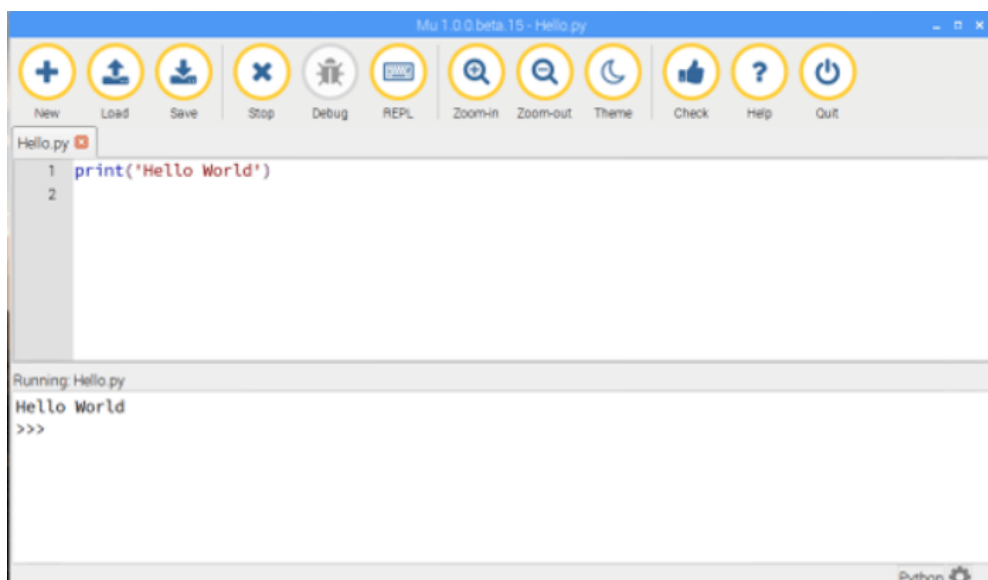 Mu 1.0.0.beta.15 - Hello.py
New Load Save Stop Debug REPL Zoom-in Zoom-out Theme Check Help Quit
Hello.py
1 print('Hello World')
2
Running: Hello.py
Hello World
>>>
Python